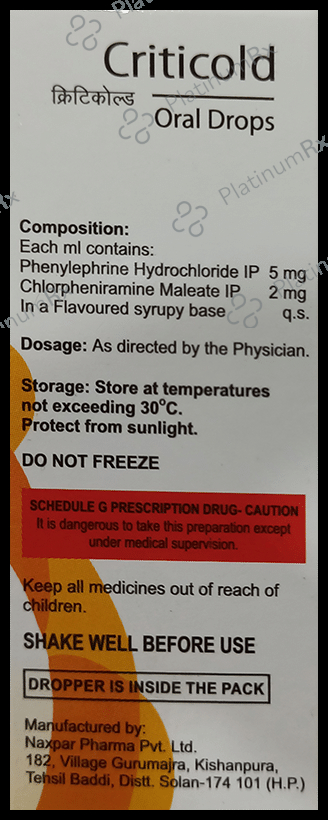 Criticold
क्रिटिकोल्ड
Oral Drops
Composition:
Each ml contains:
Phenylephrine Hydrochloride IP 5 mg
Chlorpheniramine Maleate IP 2 mg
In a Flavoured syrupy base q.s.
Dosage: As directed by the Physician.
Storage: Store at temperatures
not exceeding 30°C.
Protect from sunlight.
DO NOT FREEZE
SCHEDULE G PRESCRIPTION DRUG- CAUTION
It is dangerous to take this preparation except
under medical supervision.
Keep all medicines out of reach of
children.
SHAKE WELL BEFORE USE
DROPPER IS INSIDE THE PACK
Manufactured by:
Naxpar Pharma Pvt. Ltd.
182, Village Gurumajra, Kishanpura,
Tehsil Baddi, Distt. Solan-174 101 (H.P.)
PlatinumRx
PlatinumRx
PlatinumRx